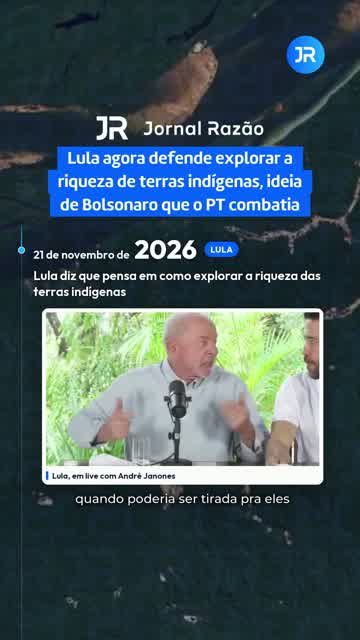 JR
JR Jornal Razão
Lula agora defende explorar a
riqueza de terras indígenas, ideia
de Bolsonaro que o PT combatia
21 de novembro de 2026 LULA
Lula diz que pensa em como explorar a riqueza das
terras indígenas
Lula, em live com André Janones
quando poderia ser tirada pra eles